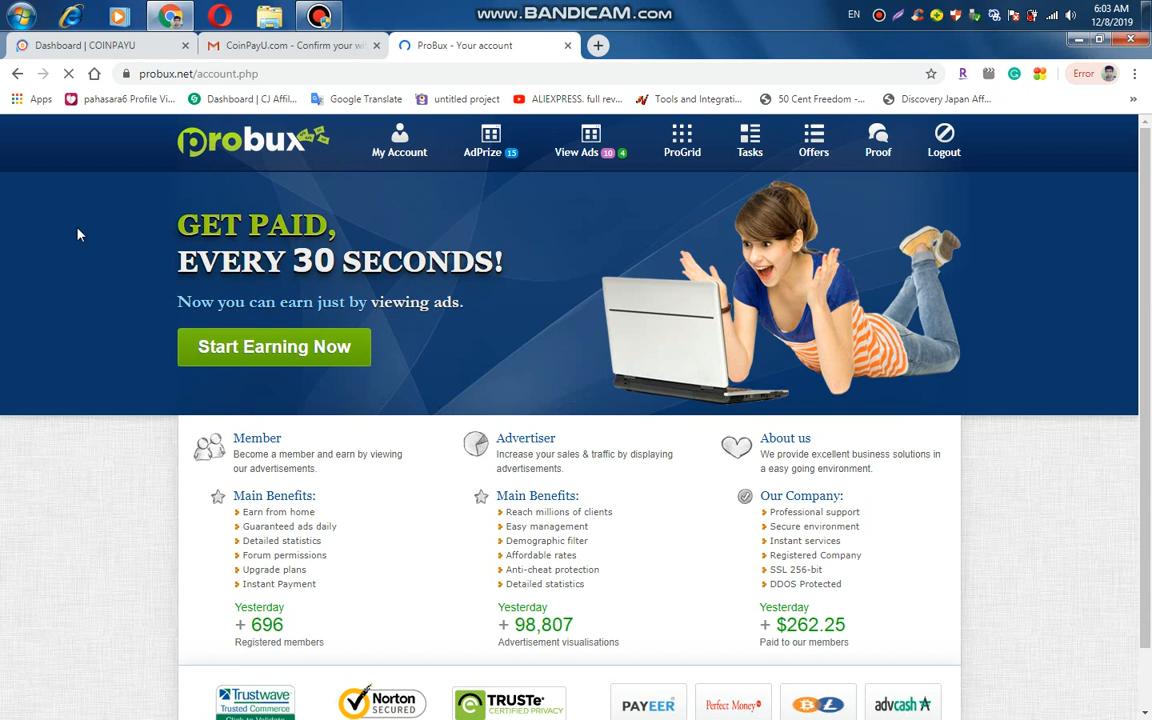 www.BANDICAM.com
EN
6:03 AM
12/8/2019
Dashboard | COINPAYU
CoinPayU.com - Confirm your wi
ProBux - Your account
probux.net/account.php
Error
Apps
pahasara6 Profile Vi...
Dashboard | CJ Affil...
Google Translate
untitled project
ALIEXPRESS. full rev...
Tools and Integrati...
50 Cent Freedom -...
Discovery Japan Aff...
probux
My Account
AdPrize 15
View Ads 10 4
ProGrid
Tasks
Offers
Proof
Logout
GET PAID,
EVERY 30 SECONDS!
Now you can earn just by viewing ads.
Start Earning Now
Member
Become a member and earn by viewing
our advertisements.
Main Benefits:
Earn from home
Guaranteed ads daily
Detailed statistics
Forum permissions
Upgrade plans
Instant Payment
Yesterday
+ 696
Registered members
Advertiser
Increase your sales & traffic by displaying
advertisements.
Main Benefits:
Reach millions of clients
Easy management
Demographic filter
Affordable rates
Anti-cheat protection
Detailed statistics
Yesterday
+ 98,807
Advertisement visualisations
About us
We provide excellent business solutions in
a easy going environment.
Our Company:
Professional support
Secure environment
Instant services
Registered Company
SSL 256-bit
DDOS Protected
Yesterday
+ $262.25
Paid to our members
Trustwave
Trusted Commerce
Click to Validate
Norton
SECURED
TRUSTe
CERTIFIED PRIVACY
PAYEER
Perfect Money
advcash